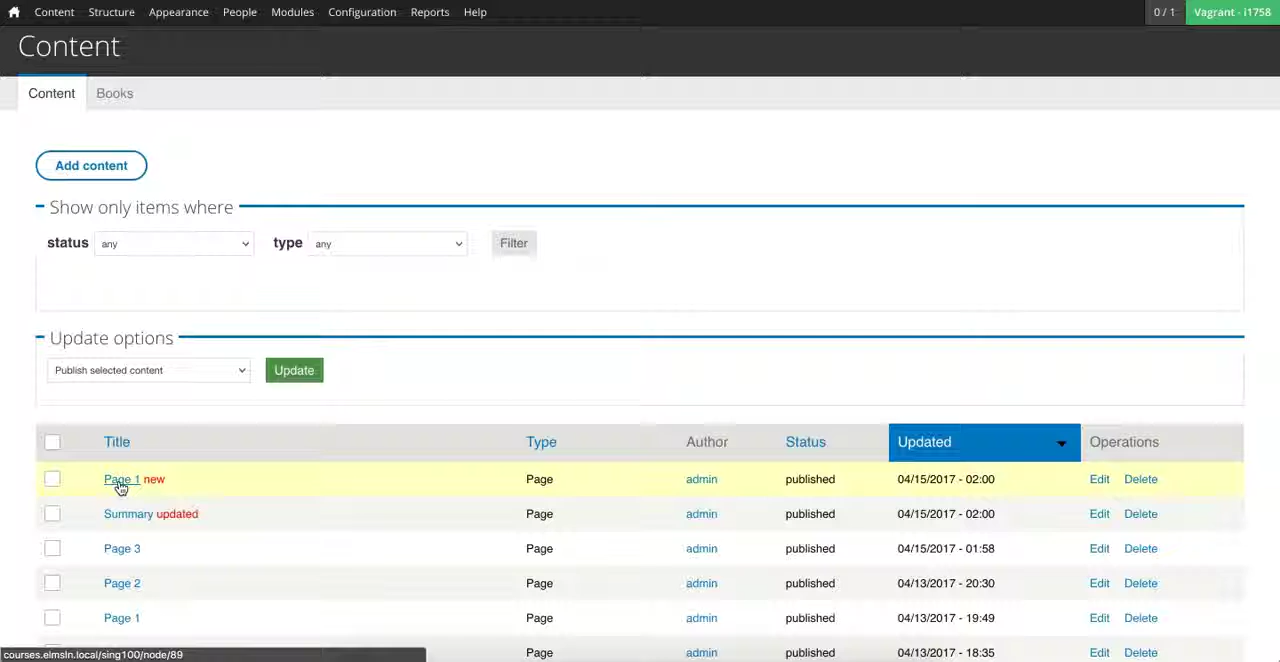 Content Structure Appearance People Modules Configuration Reports Help 0 / 1 Vagrant - i1758
Content
Content Books
Add content
Show only items where
status any type any Filter
Update options
Publish selected content Update
Title Type Author Status Updated Operations
Page 1 new Page admin published 04/15/2017 - 02:00 Edit Delete
Summary updated Page admin published 04/15/2017 - 02:00 Edit Delete
Page 3 Page admin published 04/15/2017 - 01:58 Edit Delete
Page 2 Page admin published 04/13/2017 - 20:30 Edit Delete
Page 1 Page admin published 04/13/2017 - 19:49 Edit Delete
Page admin published 04/13/2017 - 18:35 Edit Delete
courses.elmsln.local/sing100/node/89